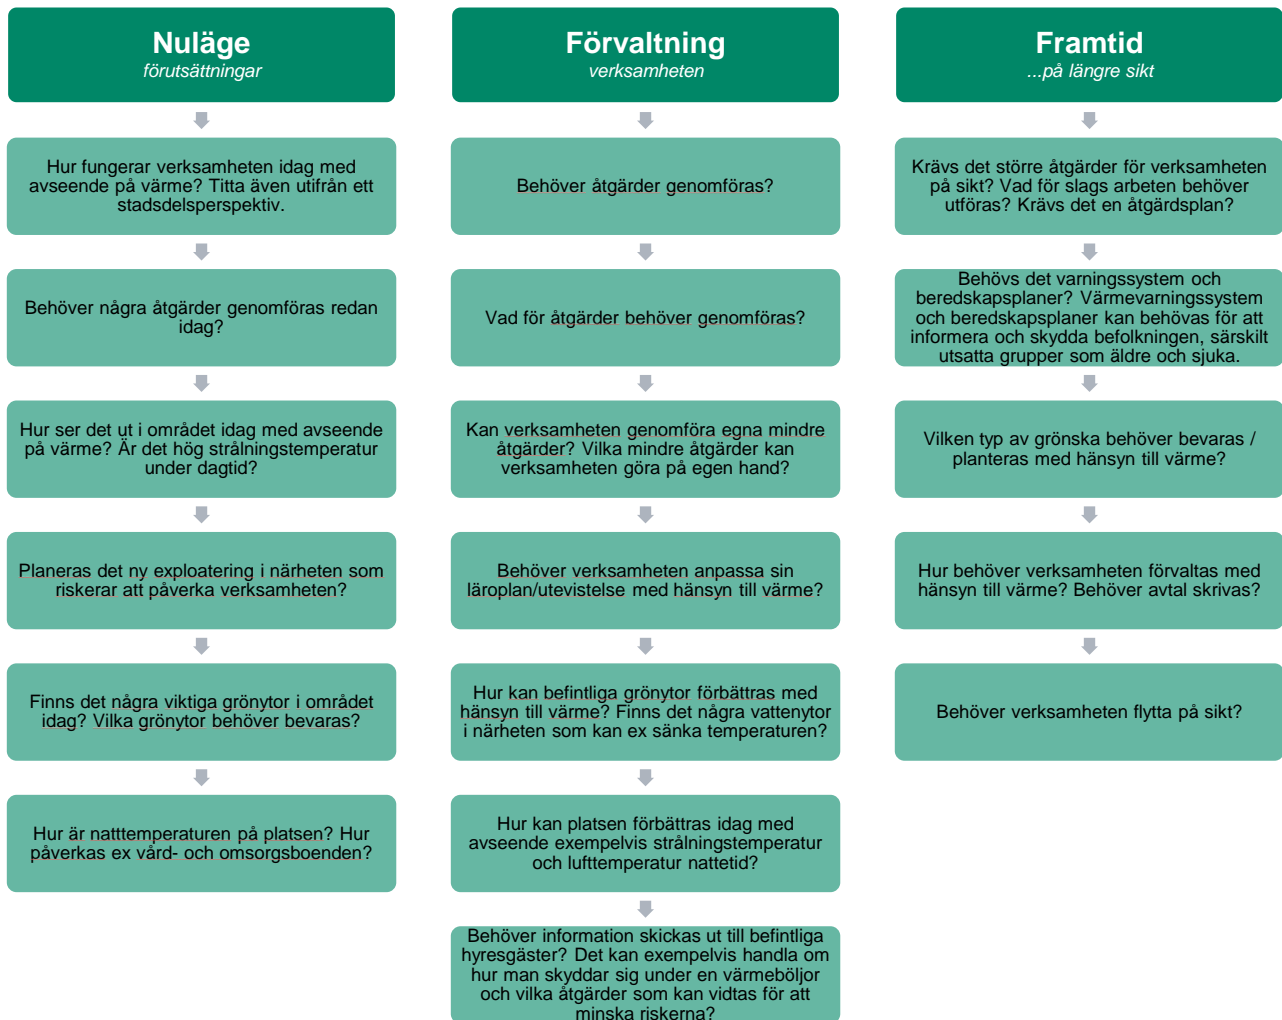 Nuläge
förutsättningar
Hur fungerar verksamheten idag med
avseende på värme? Titta även utifrån ett
stadsdelsperspektiv.
Behöver några åtgärder genomföras redan
idag?
Hur ser det ut i området idag med avseende
på värme? Är det hög strålningstemperatur
under dagtid?
Planeras det ny exploatering i närheten som
riskerar att påverka verksamheten?
Finns det några viktiga grönytor i området
idag? Vilka grönytor behöver bevaras?
Hur är natttemperaturen på platsen? Hur
påverkas ex vård- och omsorgsboenden?
Förvaltning
verksamheten
Behöver åtgärder genomföras?
Vad för åtgärder behöver genomföras?
Kan verksamheten genomföra egna mindre
åtgärder? Vilka mindre åtgärder kan
verksamheten göra på egen hand?
Behöver verksamheten anpassa sin
läroplan/utevistelse med hänsyn till värme?
Hur kan befintliga grönytor förbättras med
hänsyn till värme? Finns det några vattenytor
i närheten som kan ex sänka temperaturen?
Hur kan platsen förbättras idag med
avseende exempelvis strålningstemperatur
och lufttemperatur nattetid?
Behöver information skickas ut till befintliga
hyresgäster? Det kan exempelvis handla om
hur man skyddar sig under en värmeböljor
och vilka åtgärder som kan vidtas för att
minska riskerna?
Framtid
...på längre sikt
Krävs det större åtgärder för verksamheten
på sikt? Vad för slags arbeten behöver
utföras? Krävs det en åtgärdsplan?
Behövs det varningssystem och
beredskapsplaner? Värmevarningssystem
och beredskapsplaner kan behövas för att
informera och skydda befolkningen, särskilt
utsatta grupper som äldre och sjuka.
Vilken typ av grönska behöver bevaras /
planteras med hänsyn till värme?
Hur behöver verksamheten förvaltas med
hänsyn till värme? Behöver avtal skrivas?
Behöver verksamheten flytta på sikt?